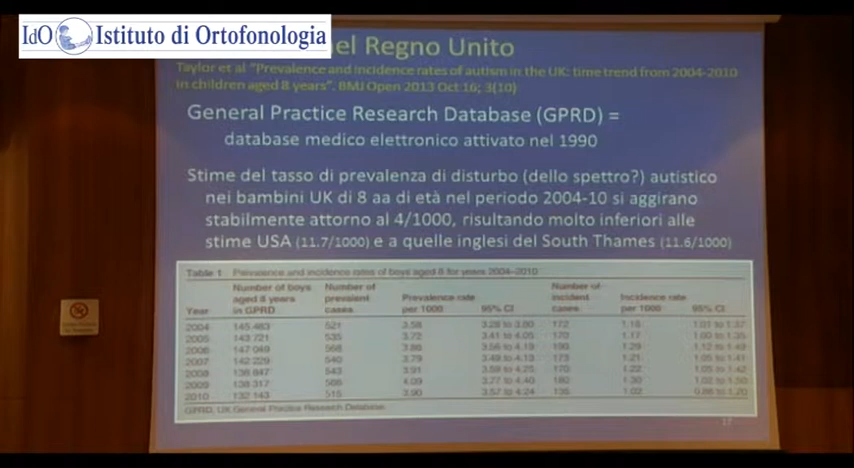 IdO Istituto di Ortofonologia
nel Regno Unito
Taylor et al "Prevalence and incidence rates of autism in the UK: time trend from 2004-2010
in children aged 8 years". BMJ Open 2013 Oct 16; 3(10)
General Practice Research Database (GPRD) =
database medico elettronico attivato nel 1990
Stime del tasso di prevalenza di disturbo (dello spettro?) autistico
nei bambini UK di 8 aa di età nel periodo 2004-10 si aggirano
stabilmente attorno al 4/1000, risultando molto inferiori alle
stime USA (11.7/1000) e a quelle inglesi del South Thames (11.6/1000)
Table 1 Prevalence and incidence rates of boys aged 8 for years 2004–2010
Number of boys Number of Number of
aged 8 years prevalent Prevalence rate incident Incidence rate
Year in GPRD cases per 1000 95% CI cases per 1000 95% CI
2004 145 463 521 3.58 3.28 to 3.90 172 1.18 1.01 to 1.37
2005 143 721 535 3.72 3.41 to 4.05 170 1.17 1.00 to 1.35
2006 147 049 568 3.86 3.56 to 4.19 190 1.29 1.12 to 1.49
2007 142 229 540 3.79 3.49 to 4.13 173 1.21 1.05 to 1.41
2008 138 847 543 3.91 3.59 to 4.25 170 1.22 1.05 to 1.42
2009 138 317 566 4.09 3.77 to 4.40 180 1.30 1.02 to 1.50
2010 132 143 515 3.90 3.57 to 4.24 135 1.02 0.86 to 1.20
GPRD, UK General Practice Research Database.
17